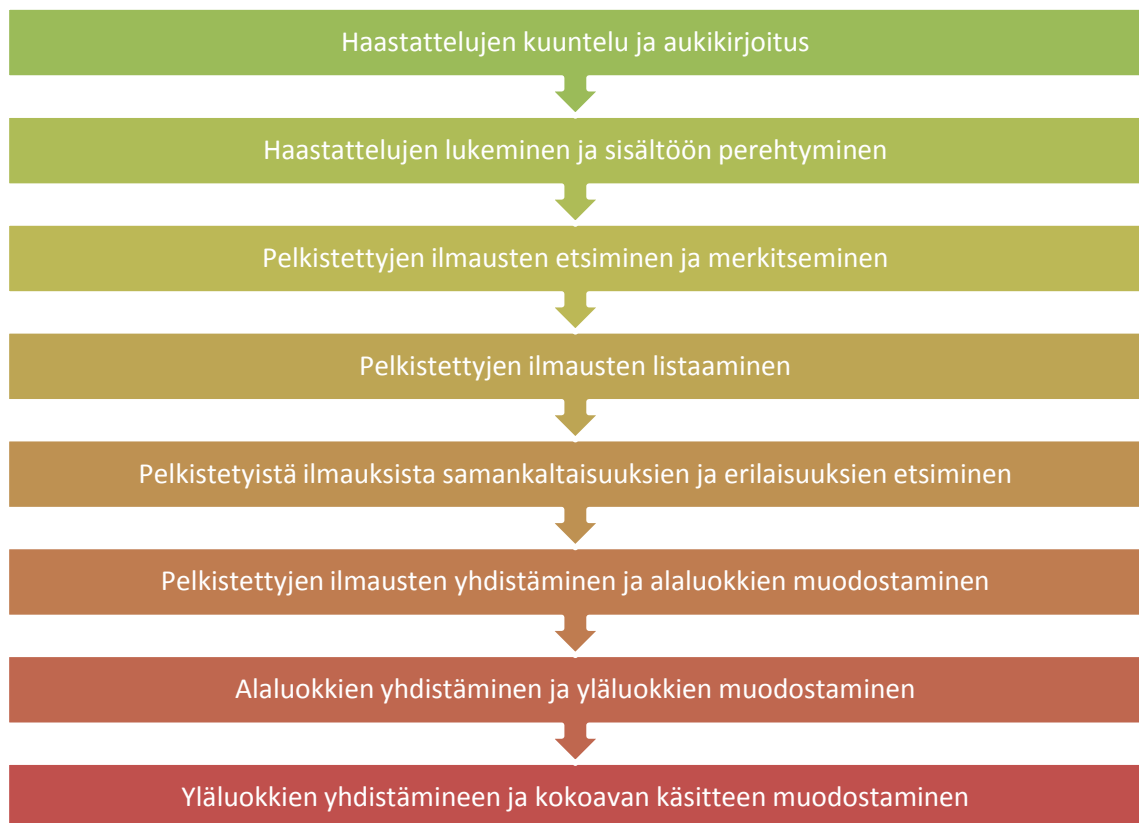 Haastattelujen kuuntelu ja aukikirjoitus
Haastattelujen lukeminen ja sisältöön perehtyminen
Pelkistettyjen ilmausten etsiminen ja merkitseminen
Pelkistettyjen ilmausten listaaminen
Pelkistetyistä ilmauksista samankaltaisuuksien ja erilaisuuksien etsiminen
Pelkistettyjen ilmausten yhdistäminen ja alaluokkien muodostaminen
Alaluokkien yhdistäminen ja yläluokkien muodostaminen
Yläluokkien yhdistämineen ja kokoavan käsitteen muodostaminen